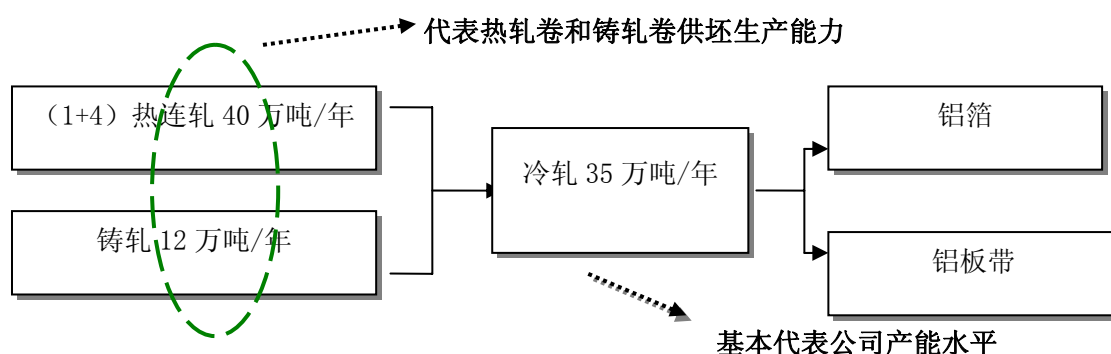 代表热轧卷和铸轧卷供坯生产能力
（1+4）热连轧 40 万吨/年
铸轧 12 万吨/年
冷轧 35 万吨/年
铝箔
铝板带
基本代表公司产能水平